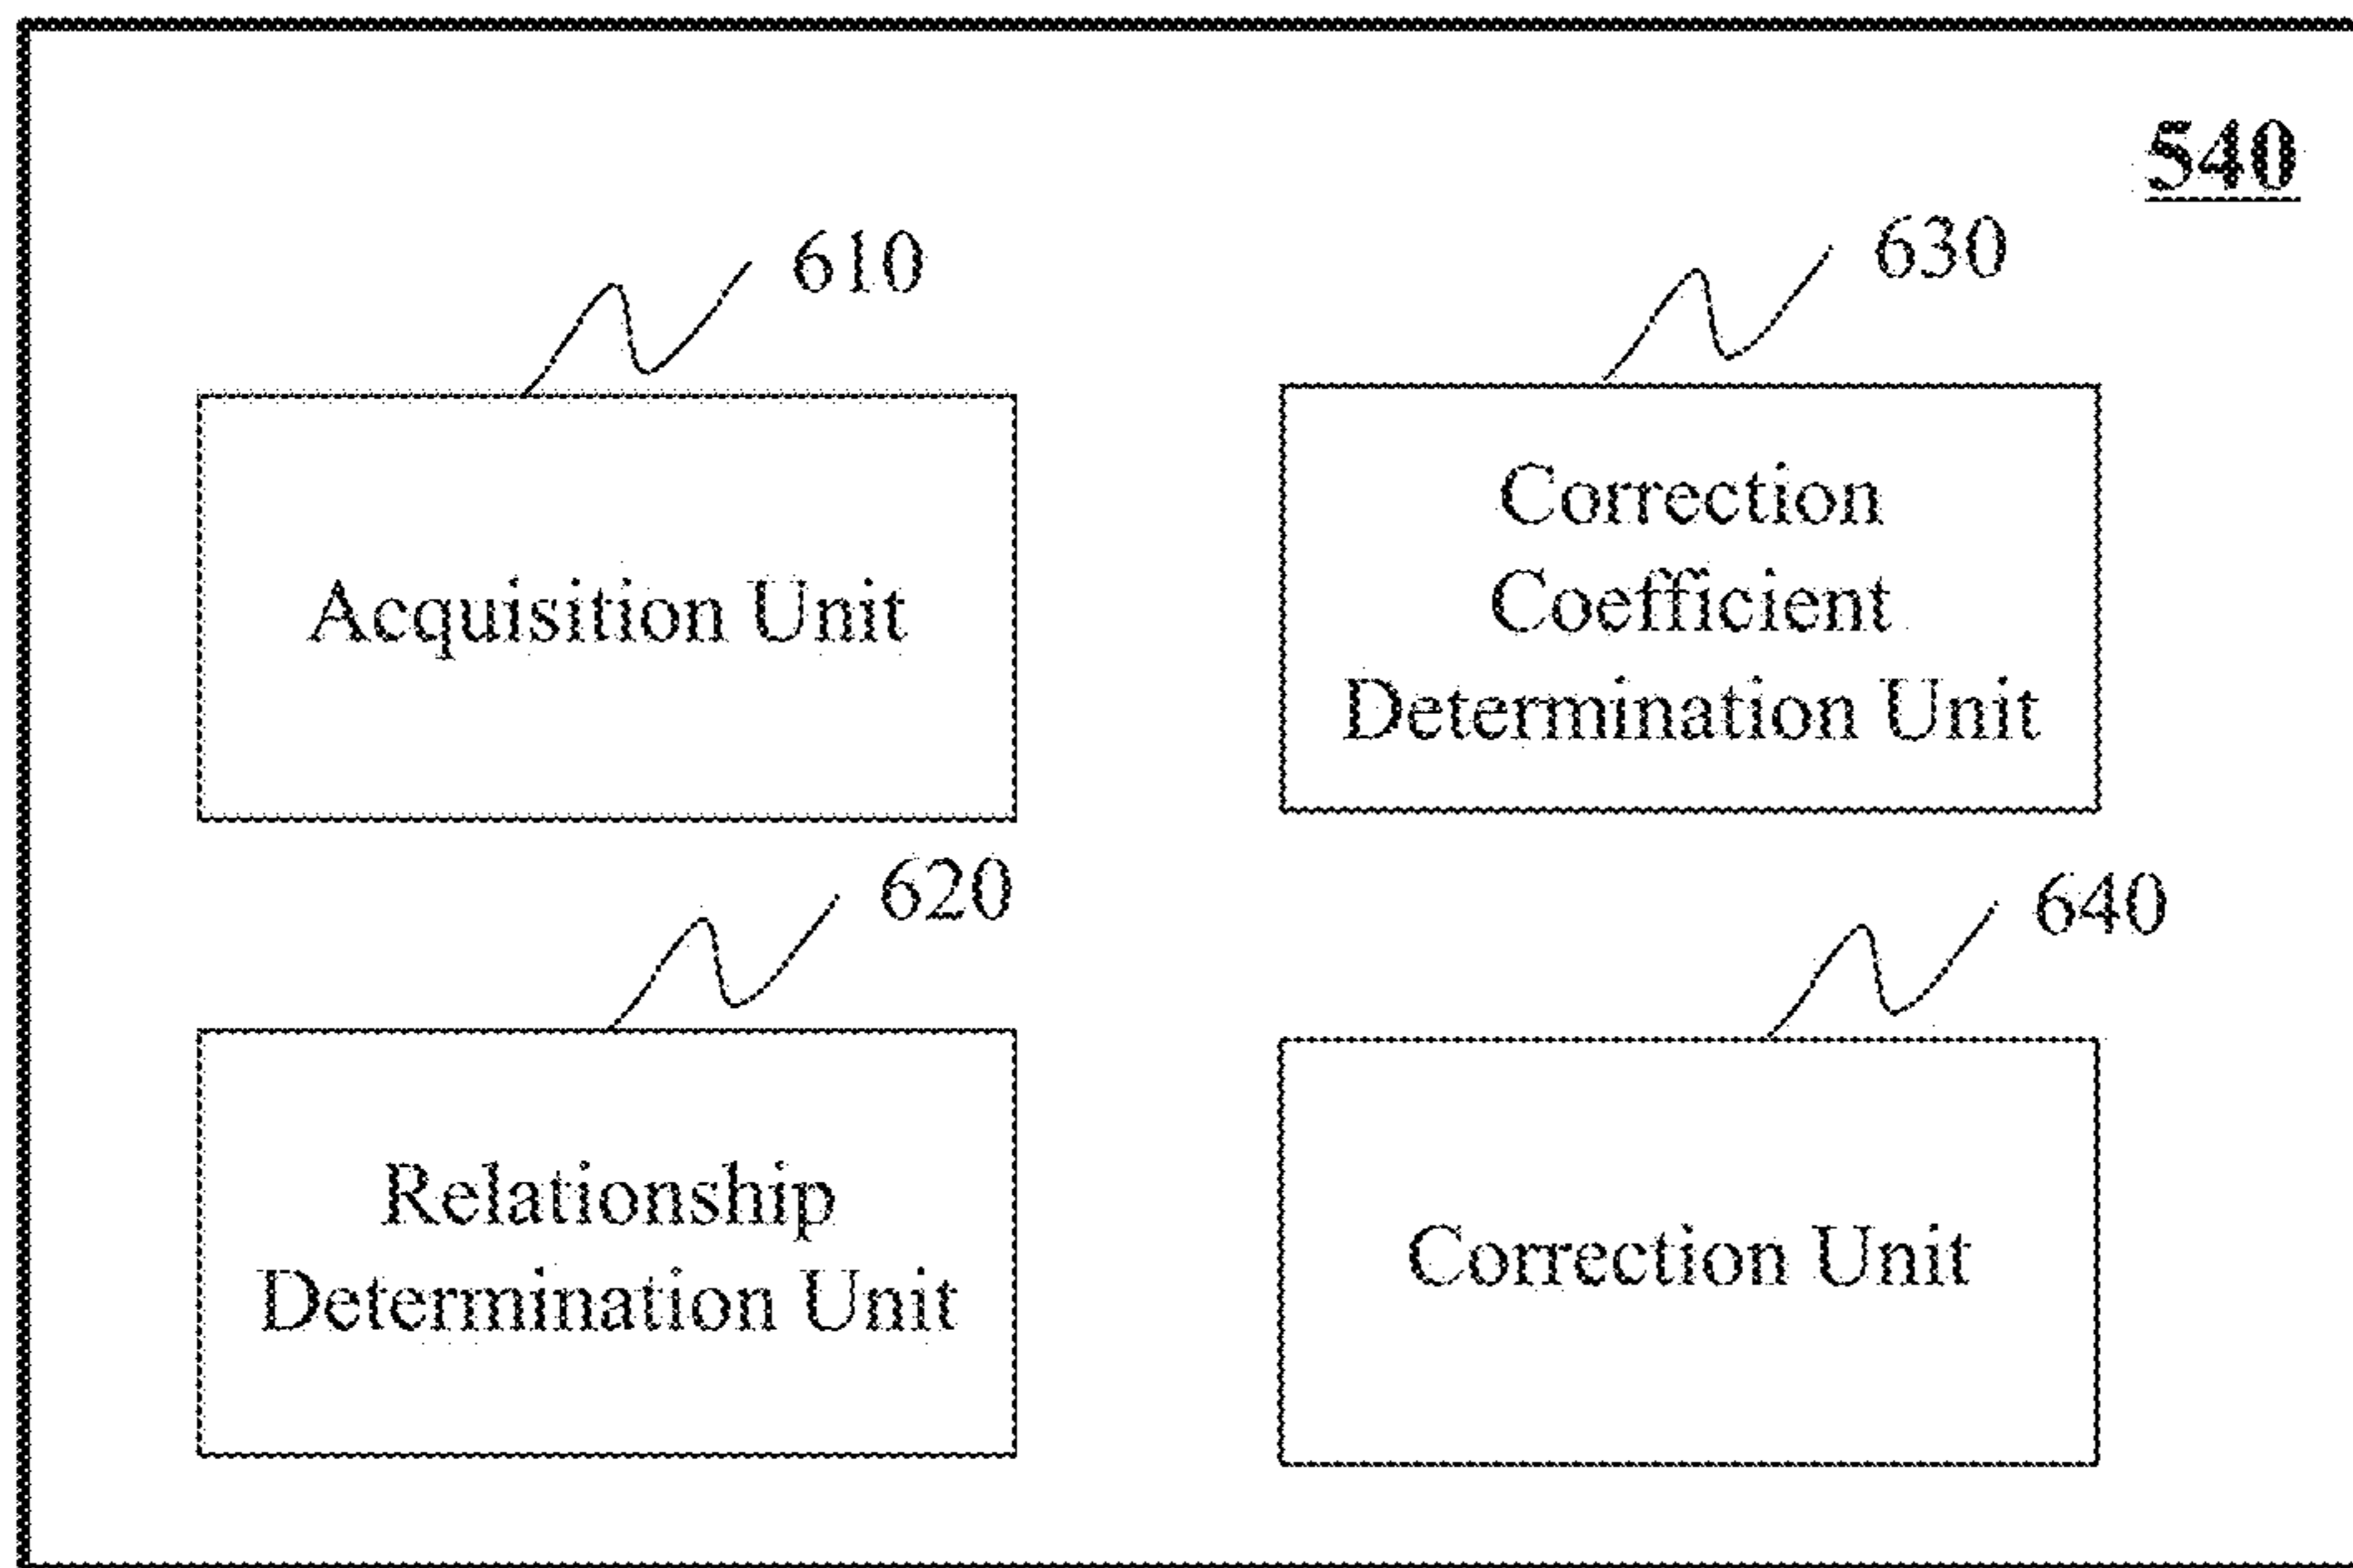 540
610
Acquisition Unit
630
Correction
Coefficient
Determination Unit
620
Relationship
Determination Unit
640
Correction Unit